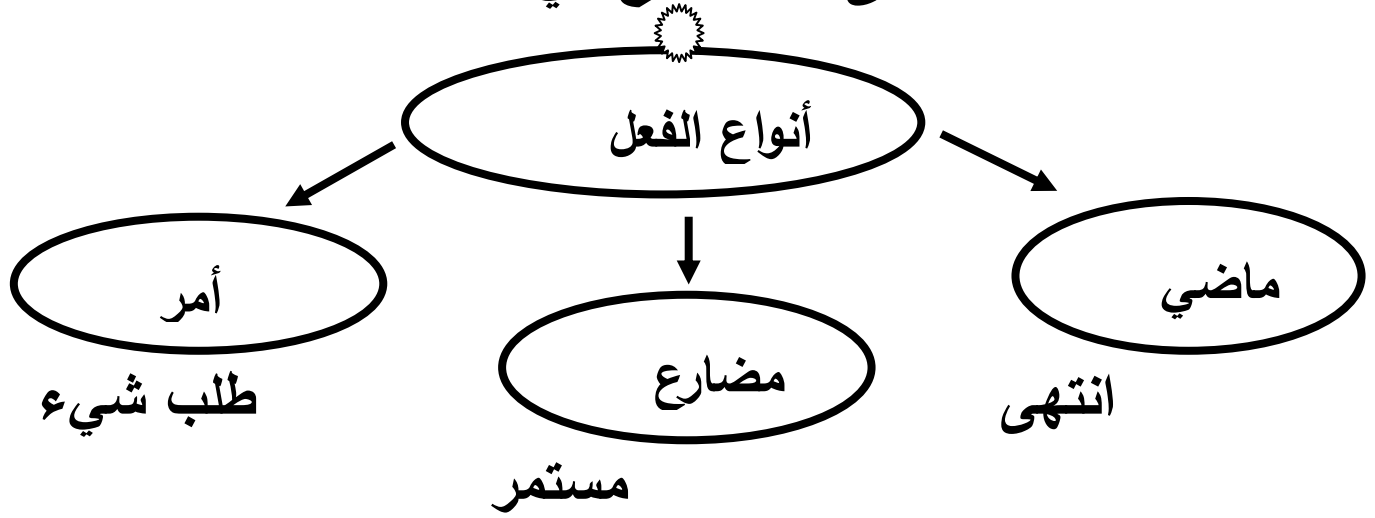 أنواع الفعل
ماضي
انتهى
مضارع
مستمر
أمر
طلب شيء